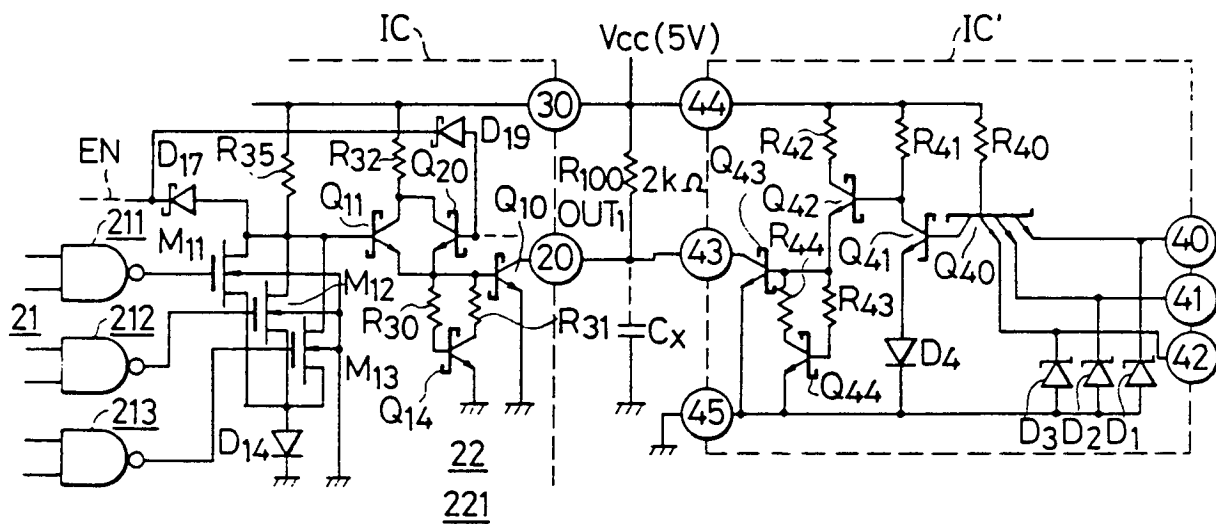 IC
Vcc(5V)
IC'
30
44
EN
D17
R35
R32
D19
Q20
R100
2kΩ
Q43
R42
R41
R40
211
M11
Q11
Q10
OUT1
20
43
R44
Q42
Q41
Q40
40
41
42
21
212
M12
R30
R31
Cx
R43
D4
M13
Q14
45
Q44
D3
D2
D1
213
D14
22
221